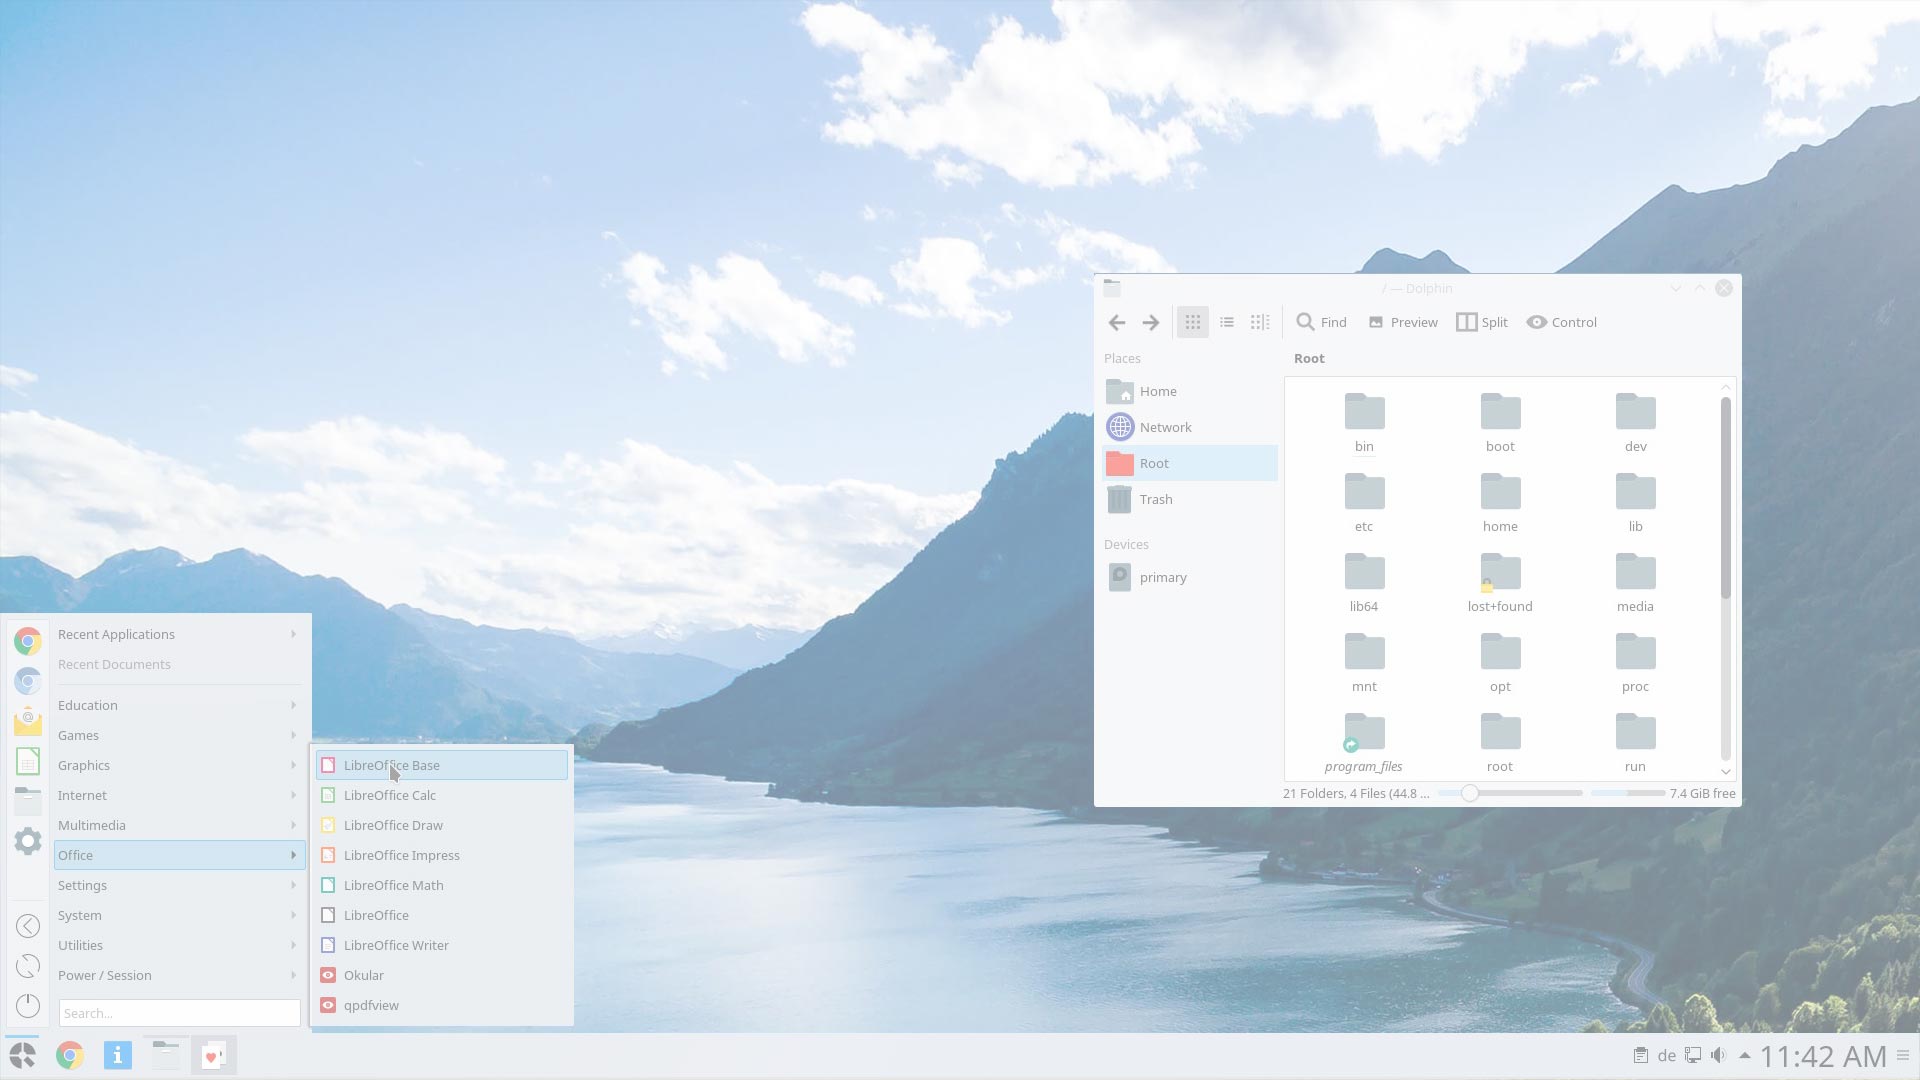 / — Dolphin
Find
Preview
Split
Control
Places
Home
Network
Root
Trash
Devices
primary
Root
bin boot dev
etc home lib
lib64 lost+found media
mnt opt proc
program_files root run
21 Folders, 4 Files (44.8 ...
7.4 GiB free
Recent Applications
Recent Documents
Education
Games
Graphics
Internet
Multimedia
Office
Settings
System
Utilities
Power / Session
Search...
LibreOffice Base
LibreOffice Calc
LibreOffice Draw
LibreOffice Impress
LibreOffice Math
LibreOffice
LibreOffice Writer
Okular
qpdfview
de
11:42 AM